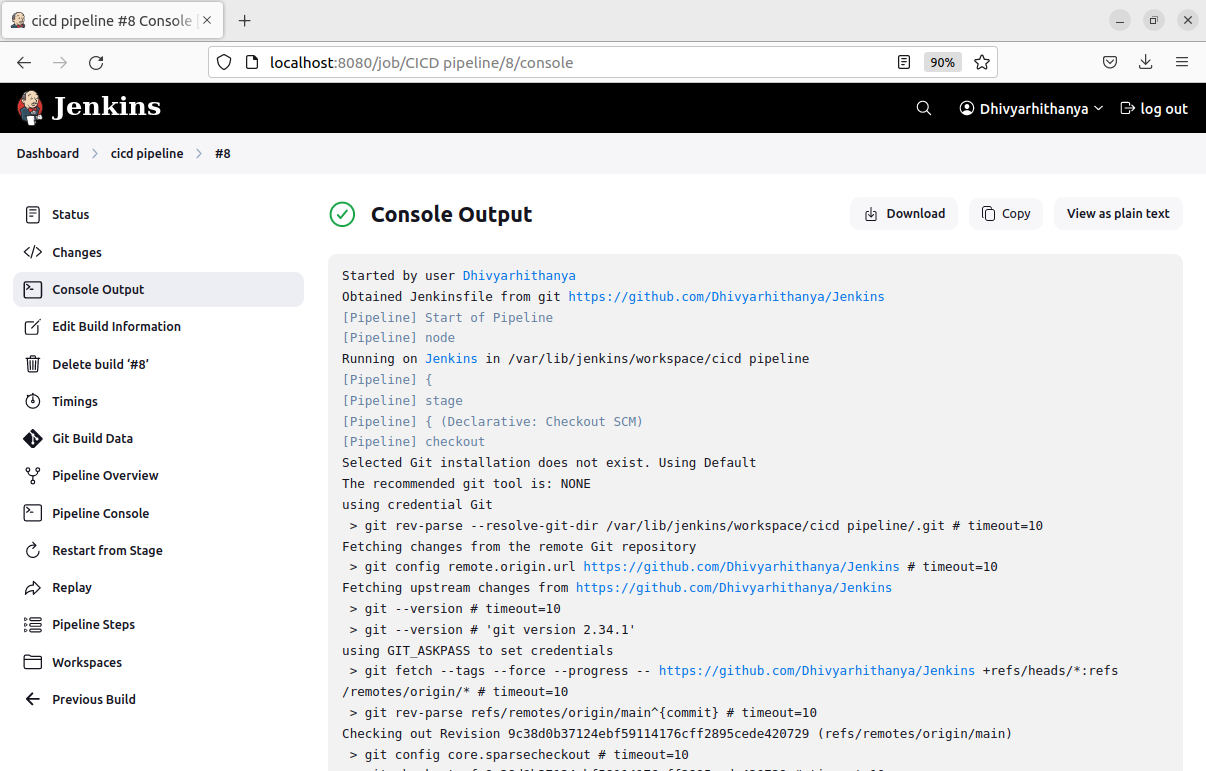 cicd pipeline #8 Console
localhost:8080/job/CICD pipeline/8/console
90%
Jenkins
Dhivyarhithanya
log out
Dashboard
cicd pipeline
#8
Status
Changes
Console Output
Edit Build Information
Delete build ‘#8’
Timings
Git Build Data
Pipeline Overview
Pipeline Console
Restart from Stage
Replay
Pipeline Steps
Workspaces
Previous Build
Console Output
Download
Copy
View as plain text
Started by user Dhivyarhithanya
Obtained Jenkinsfile from git https://github.com/Dhivyarhithanya/Jenkins
[Pipeline] Start of Pipeline
[Pipeline] node
Running on Jenkins in /var/lib/jenkins/workspace/cicd pipeline
[Pipeline] {
[Pipeline] stage
[Pipeline] { (Declarative: Checkout SCM)
[Pipeline] checkout
Selected Git installation does not exist. Using Default
The recommended git tool is: NONE
using credential Git
> git rev-parse --resolve-git-dir /var/lib/jenkins/workspace/cicd pipeline/.git # timeout=10
Fetching changes from the remote Git repository
> git config remote.origin.url https://github.com/Dhivyarhithanya/Jenkins # timeout=10
Fetching upstream changes from https://github.com/Dhivyarhithanya/Jenkins
> git --version # timeout=10
> git --version # 'git version 2.34.1'
using GIT_ASKPASS to set credentials
> git fetch --tags --force --progress -- https://github.com/Dhivyarhithanya/Jenkins +refs/heads/*:refs
/remotes/origin/* # timeout=10
> git rev-parse refs/remotes/origin/main^{commit} # timeout=10
Checking out Revision 9c38d0b37124ebf59114176cff2895cede420729 (refs/remotes/origin/main)
> git config core.sparsecheckout # timeout=10